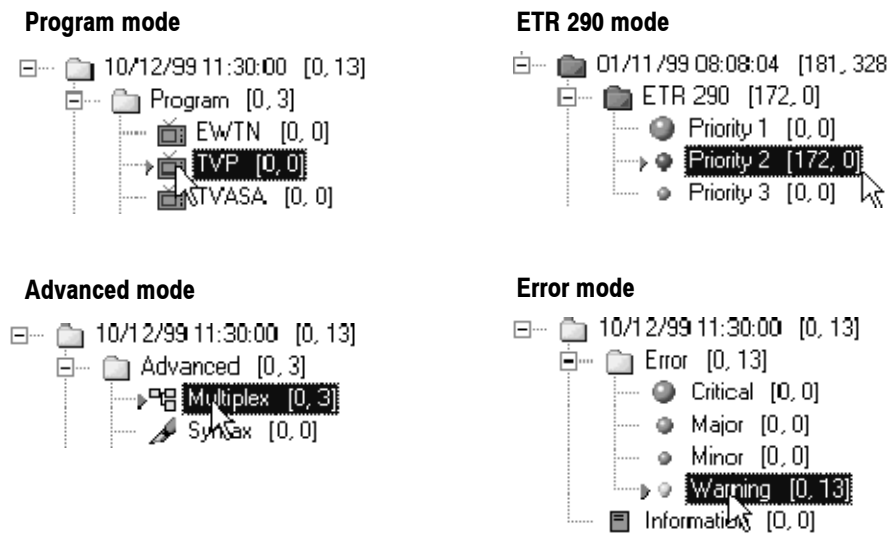 Program mode
10/12/99 11:30:00 [0, 13]
Program [0, 3]
EWTN [0, 0]
TVP [0, 0]
TVASA [0, 0]
ETR 290 mode
01/11/99 08:08:04 [181, 328
ETR 290 [172, 0]
Priority 1 [0, 0]
Priority 2 [172, 0]
Priority 3 [0, 0]
Advanced mode
10/12/99 11:30:00 [0, 13]
Advanced [0, 3]
Multiplex [0, 3]
Syntax [0, 0]
Error mode
10/12/99 11:30:00 [0, 13]
Error [0, 13]
Critical [0, 0]
Major [0, 0]
Minor [0, 0]
Warning [0, 13]
Information [0, 0]